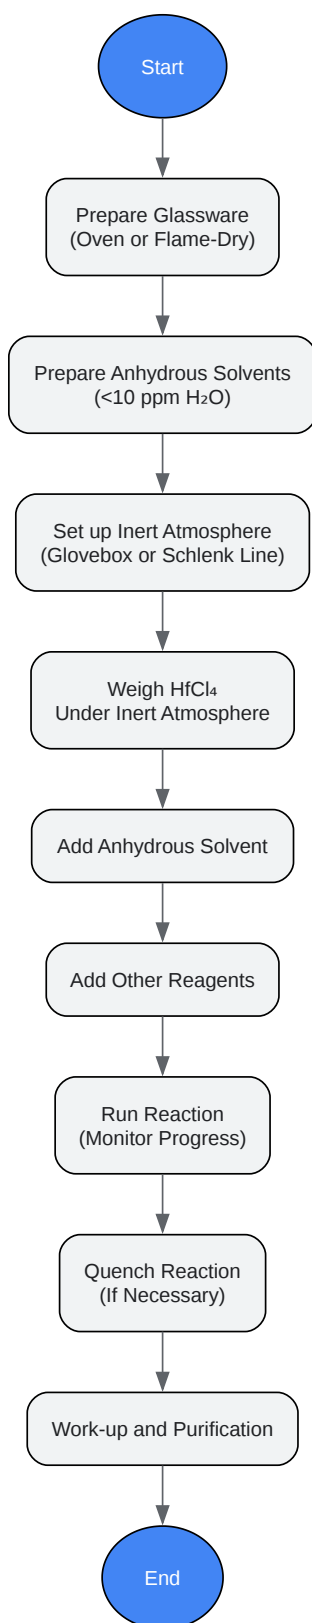 Start
Prepare Glassware
(Oven or Flame-Dry)
Prepare Anhydrous Solvents
(<10 ppm H₂O)
Set up Inert Atmosphere
(Glovebox or Schlenk Line)
Weigh HfCl₄
Under Inert Atmosphere
Add Anhydrous Solvent
Add Other Reagents
Run Reaction
(Monitor Progress)
Quench Reaction
(If Necessary)
Work-up and Purification
End